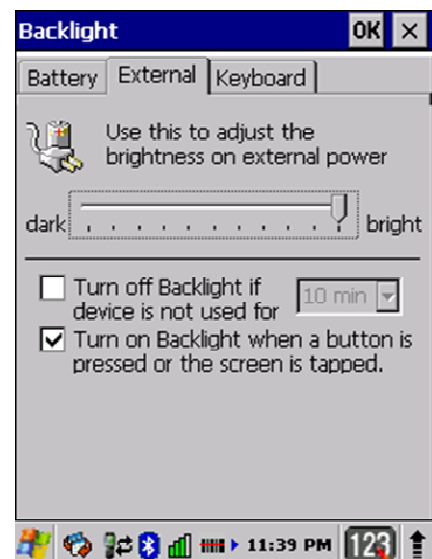 Backlight OK ×
Battery External Keyboard
Use this to adjust the
brightness on external power
dark bright
Turn off Backlight if
device is not used for 10 min
Turn on Backlight when a button is
pressed or the screen is tapped.
11:39 PM 123